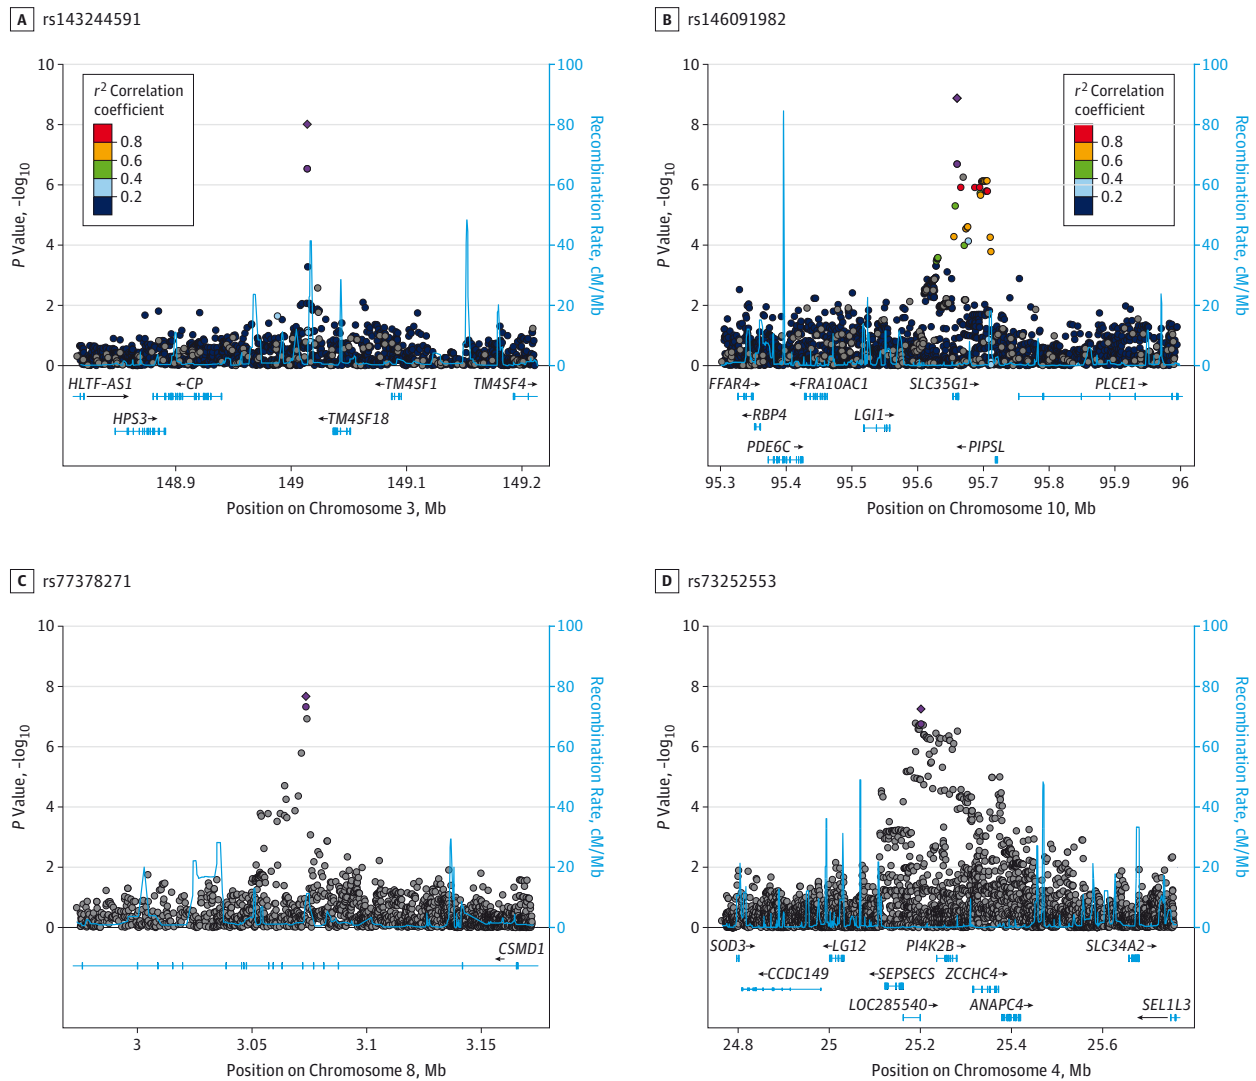 A rs143244591
10
8
6
4
2
0
P Value, -log10
r2 Correlation
coefficient
0.8
0.6
0.4
0.2
100
80
60
40
20
0
Recombination Rate, cM/Mb
HLTF-AS1
CP
TM4SF1
TM4SF4
HPS3
TM4SF18
148.9
149
149.1
149.2
Position on Chromosome 3, Mb
B rs146091982
10
8
6
4
2
0
P Value, -log10
r2 Correlation
coefficient
0.8
0.6
0.4
0.2
100
80
60
40
20
0
Recombination Rate, cM/Mb
FFAR4
FRA10AC1
SLC35G1
PLCE1
RBP4
LGI1
PDE6C
PIPSL
95.3
95.4
95.5
95.6
95.7
95.8
95.9
96
Position on Chromosome 10, Mb
C rs77378271
10
8
6
4
2
0
P Value, -log10
100
80
60
40
20
0
Recombination Rate, cM/Mb
CSMD1
3
3.05
3.1
3.15
Position on Chromosome 8, Mb
D rs73252553
10
8
6
4
2
0
P Value, -log10
100
80
60
40
20
0
Recombination Rate, cM/Mb
SOD3
LG12
PI4K2B
SLC34A2
CCDC149
SEPSECS
ZCCHC4
LOC285540
ANAPC4
SEL1L3
24.8
25
25.2
25.4
25.6
Position on Chromosome 4, Mb